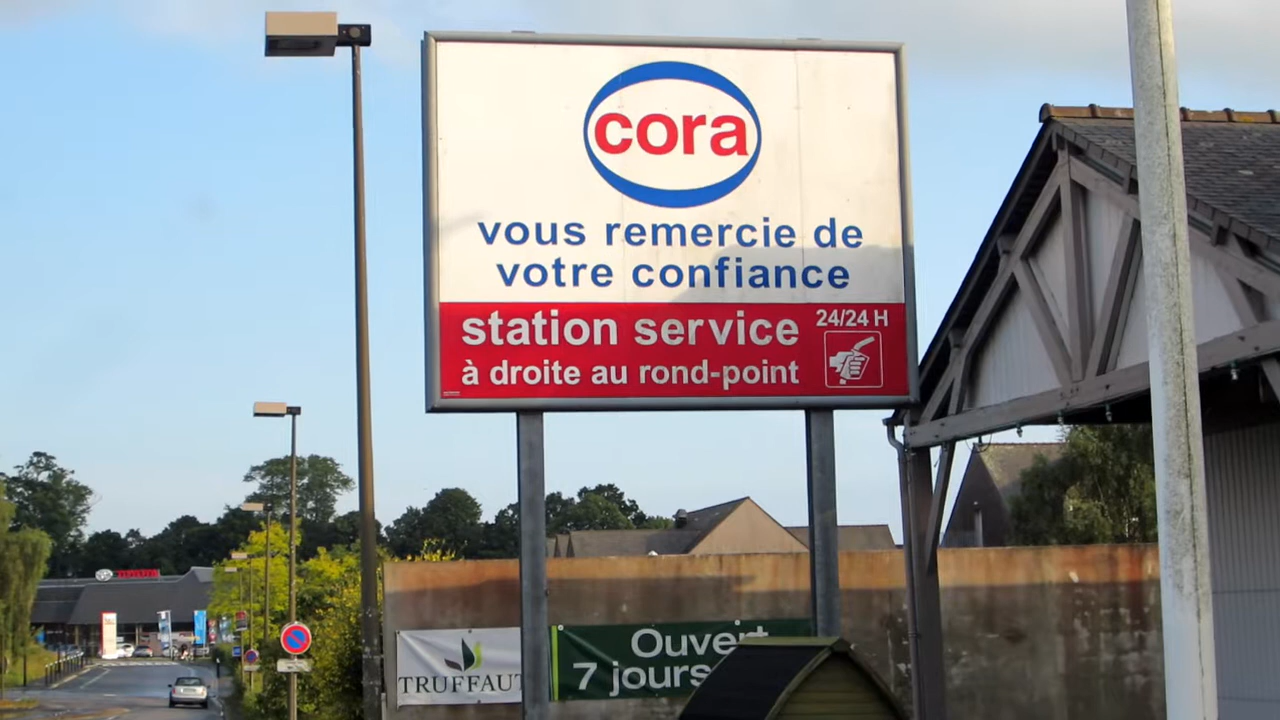 cora
vous remercie de
votre confiance
station service
24/24 H
à droite au rond-point
TRUFFAUT
Ouvert
7 jours